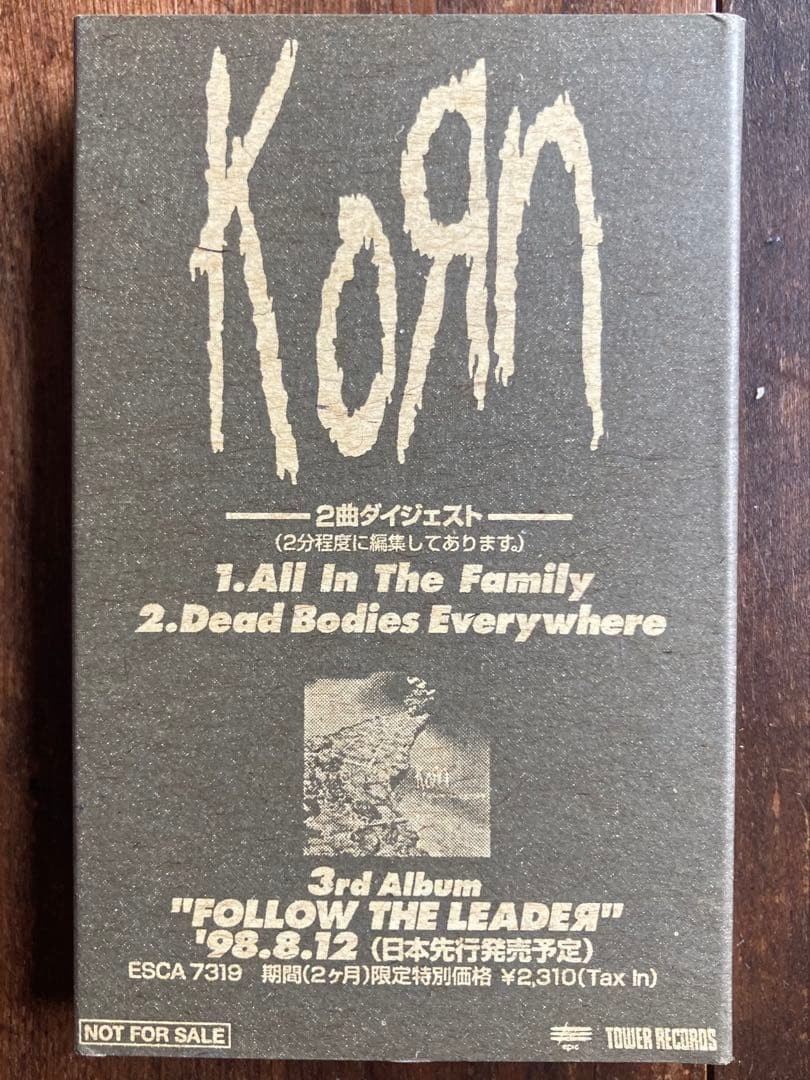 KoЯn
2曲ダイジェスト
(2分程度に編集してあります。)
1.All In The Family
2.Dead Bodies Everywhere
KoЯn
3rd Album
"FOLLOW THE LEADEЯ"
'98.8.12 (日本先行発売予定)
ESCA 7319 期間(2ヶ月)限定特別価格 ¥2,310(Tax In)
NOT FOR SALE
epic TOWER RECORDS